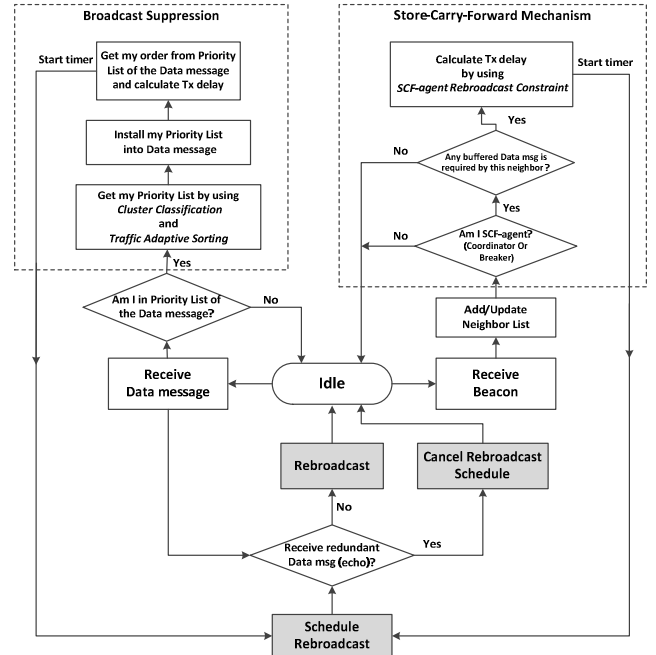 Broadcast Suppression
Start timer
Get my order from Priority
List of the Data message
and calculate Tx delay
Install my Priority List
into Data message
Get my Priority List by using
Cluster Classification
and
Traffic Adaptive Sorting
Yes
Am I in Priority List of
the Data message?
No
Receive
Data message
Store-Carry-Forward Mechanism
Calculate Tx delay
by using
SCF-agent Rebroadcast Constraint
Start timer
Yes
No
Any buffered Data msg is
required by this neighbor?
Yes
No
Am I SCF-agent?
(Coordinator Or
Breaker)
Add/Update
Neighbor List
Idle
Receive
Beacon
Rebroadcast
Cancel Rebroadcast
Schedule
No
Receive redundant
Data msg (echo)?
Yes
Schedule
Rebroadcast